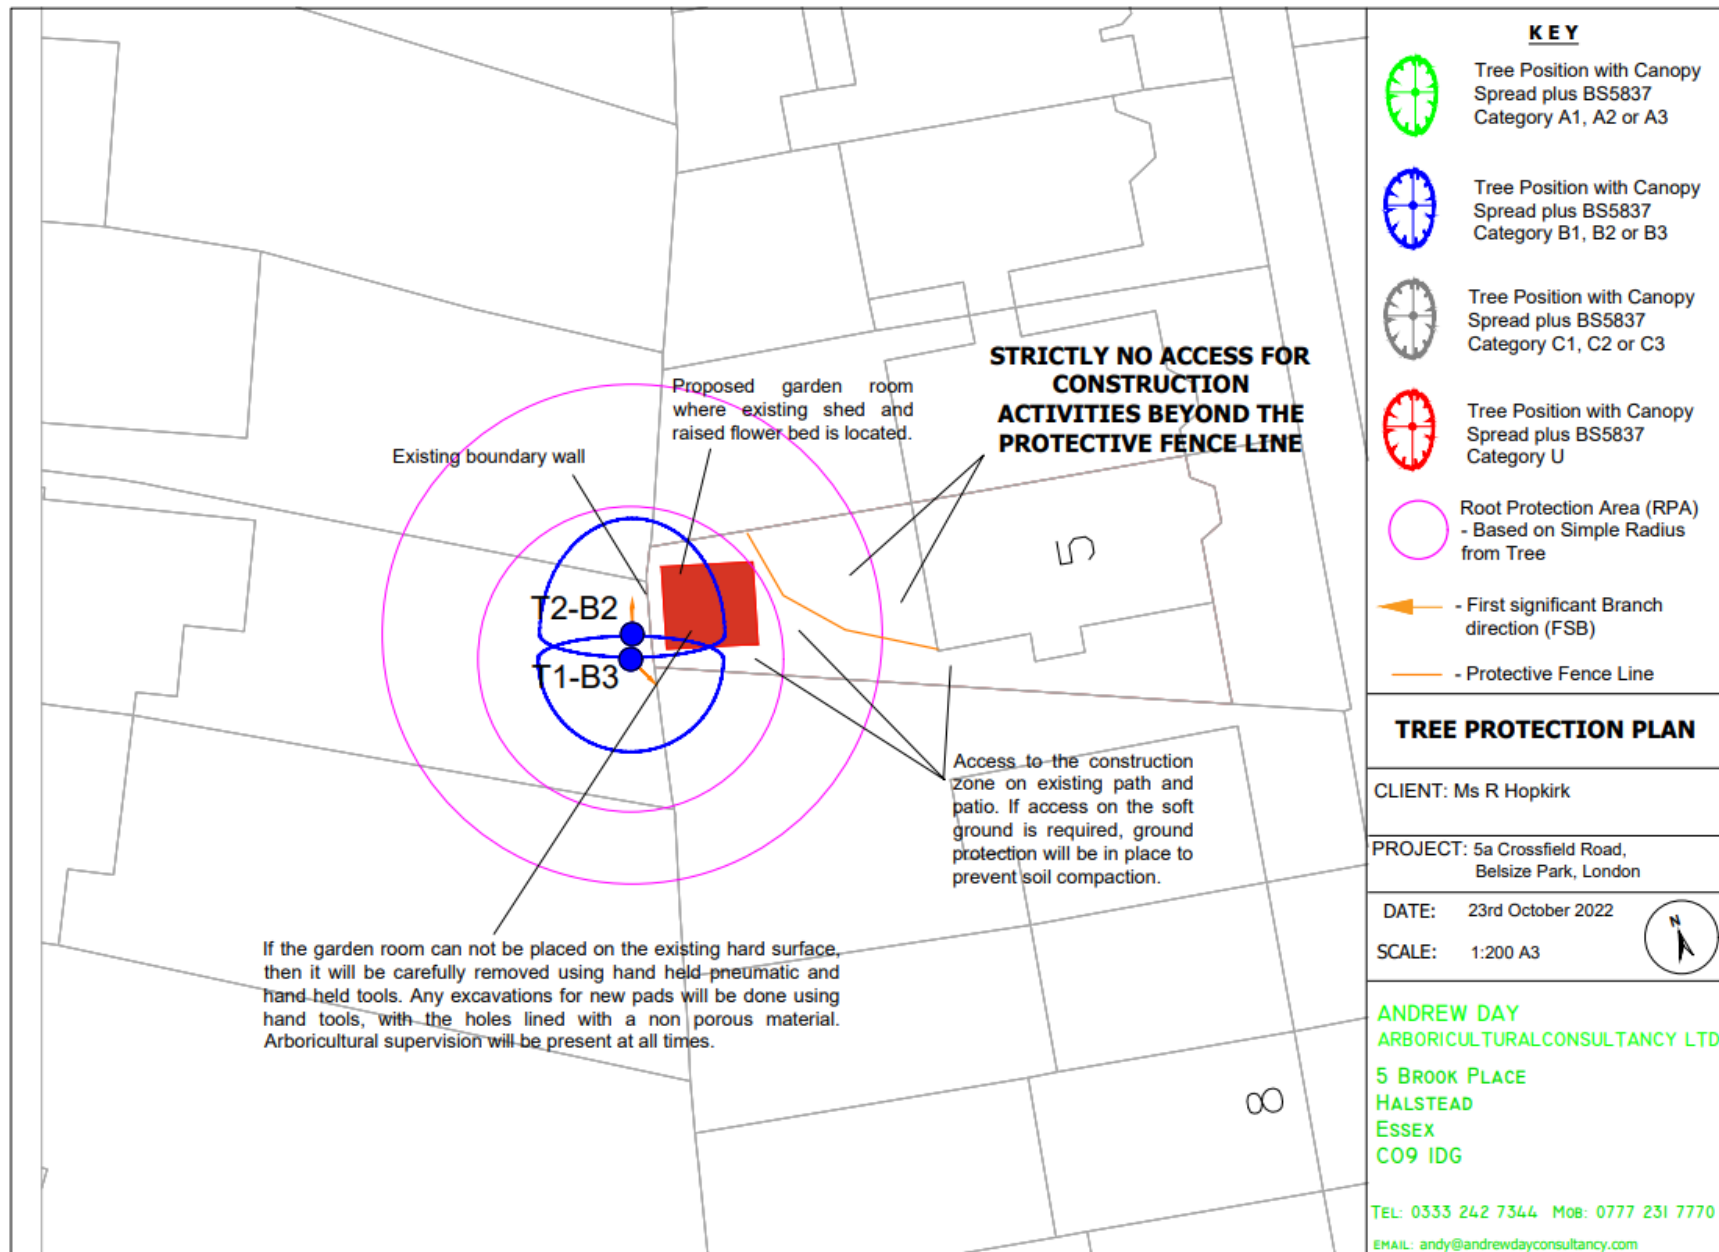 Proposed garden room
where existing shed and
raised flower bed is located.
STRICTLY NO ACCESS FOR
CONSTRUCTION
ACTIVITIES BEYOND THE
PROTECTIVE FENCE LINE
Existing boundary wall
5
T2-B2
T1-B3
Access to the construction
zone on existing path and
patio. If access on the soft
ground is required, ground
protection will be in place to
prevent soil compaction.
If the garden room can not be placed on the existing hard surface,
then it will be carefully removed using hand held pneumatic and
hand held tools. Any excavations for new pads will be done using
hand tools, with the holes lined with a non porous material.
Arboricultural supervision will be present at all times.
8
KEY
Tree Position with Canopy
Spread plus BS5837
Category A1, A2 or A3
Tree Position with Canopy
Spread plus BS5837
Category B1, B2 or B3
Tree Position with Canopy
Spread plus BS5837
Category C1, C2 or C3
Tree Position with Canopy
Spread plus BS5837
Category U
Root Protection Area (RPA)
- Based on Simple Radius
from Tree
- First significant Branch
direction (FSB)
- Protective Fence Line
TREE PROTECTION PLAN
CLIENT: Ms R Hopkirk
PROJECT: 5a Crossfield Road,
Belsize Park, London
DATE: 23rd October 2022
SCALE: 1:200 A3
N
ANDREW DAY
ARBORICULTURALCONSULTANCY LTD
5 BROOK PLACE
HALSTEAD
ESSEX
CO9 1DG
TEL: 0333 242 7344 MOB: 0777 231 7770
EMAIL: andy@andrewdayconsultancy.com